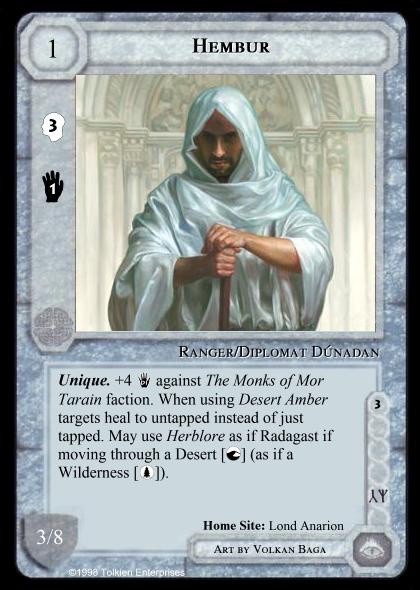 1
Hembur
3
1
Ranger/Diplomat Dúnadan
Unique. +4 against The Monks of Mor
Tarain faction. When using Desert Amber
targets heal to untapped instead of just
tapped. May use Herblore as if Radagast if
moving through a Desert [ ] (as if a
Wilderness [ ]).
3
Home Site: Lond Anarion
3/8
Art by Volkan Baga
©1998 Tolkien Enterprises